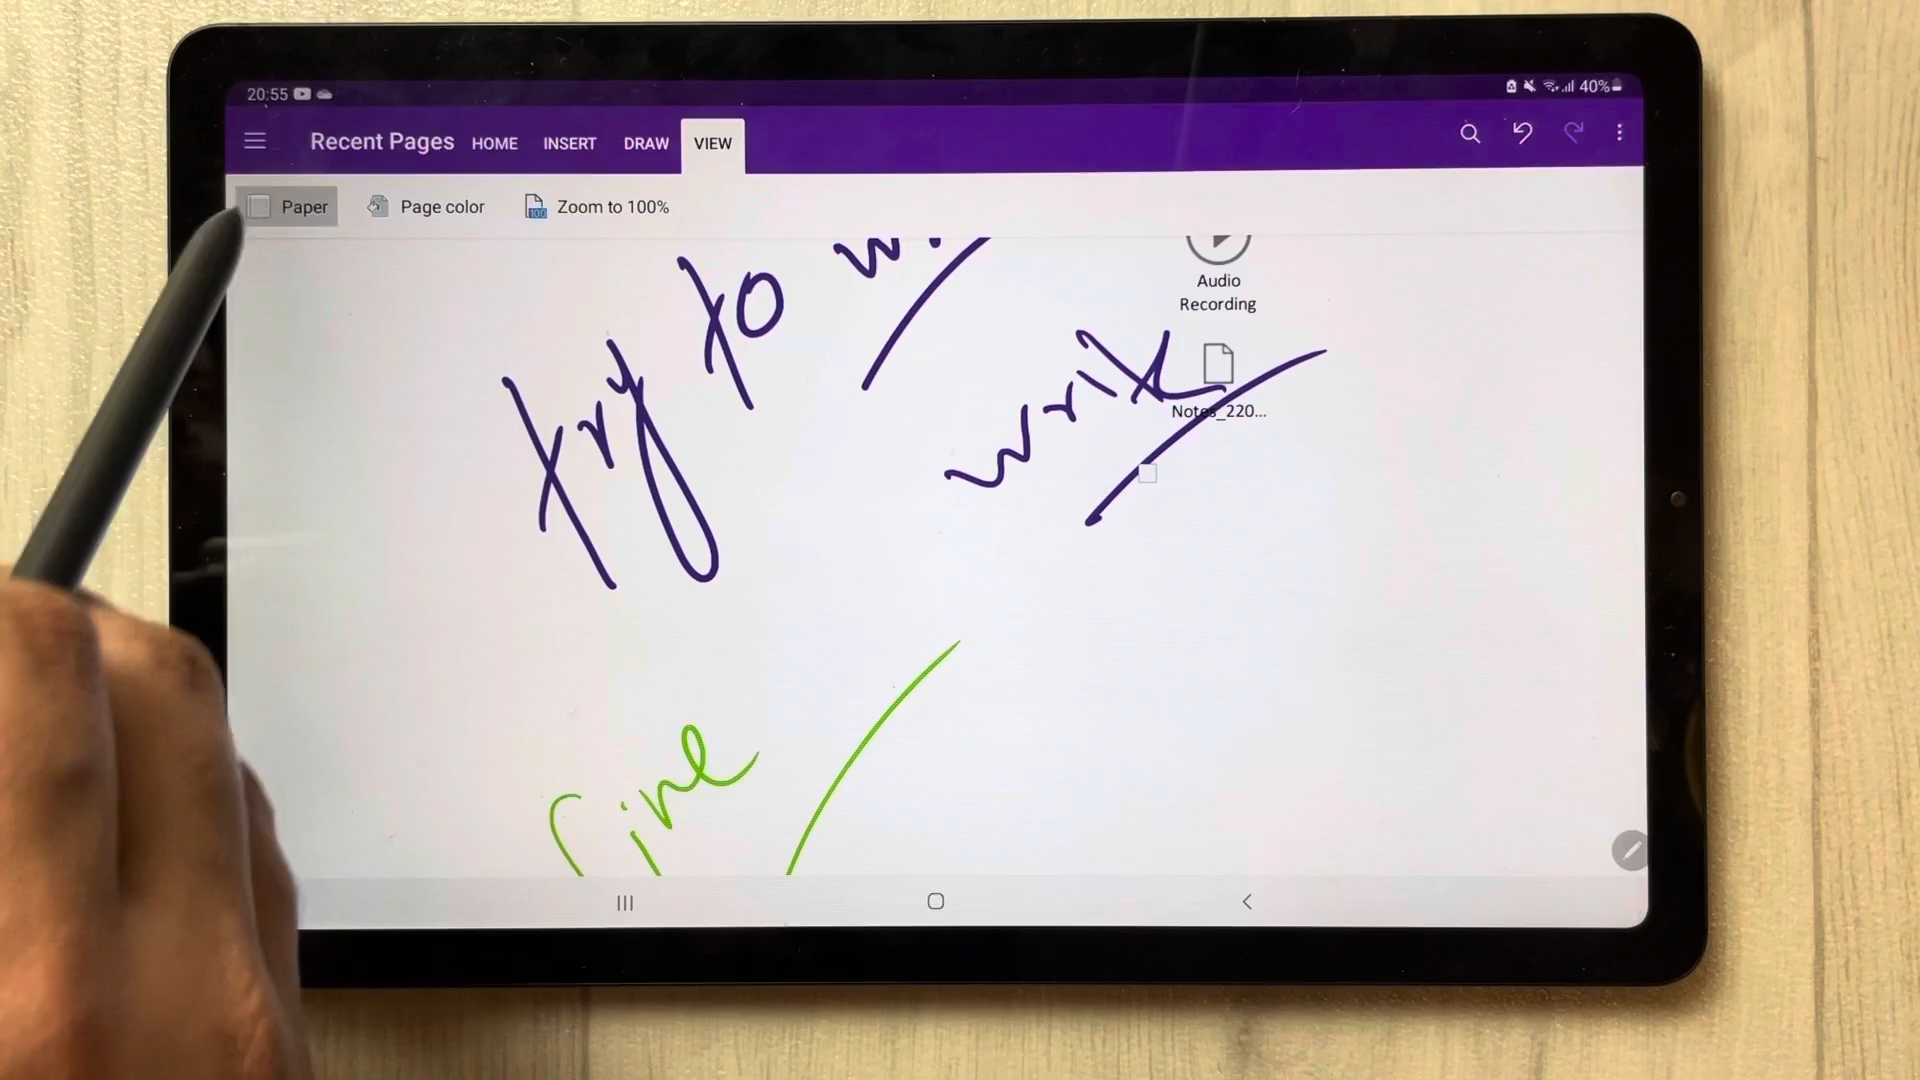 20:55 40%
Recent Pages HOME INSERT DRAW VIEW
Paper Page color Zoom to 100%
try to
Audio
Recording
write
Notes_220...
fine